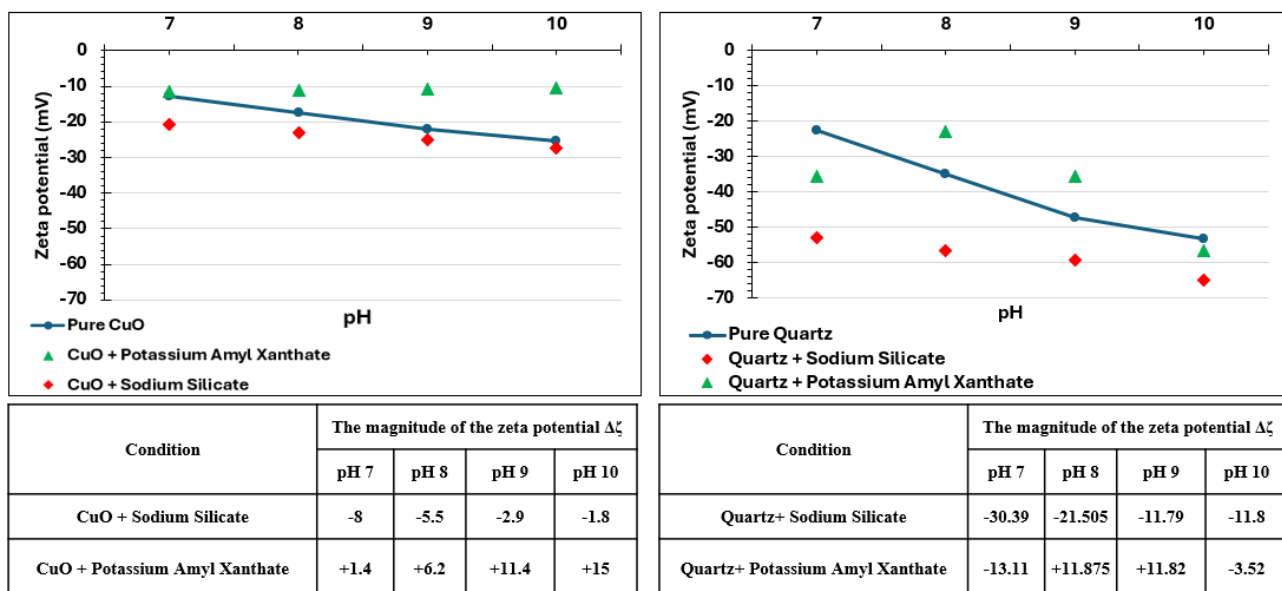 7 8 9 10
0
-10
-20
-30
-40
-50
-60
-70
Zeta potential (mV)
pH
Pure CuO
CuO + Potassium Amyl Xanthate
CuO + Sodium Silicate
7 8 9 10
0
-10
-20
-30
-40
-50
-60
-70
Zeta potential (mV)
pH
Pure Quartz
Quartz + Sodium Silicate
Quartz + Potassium Amyl Xanthate
Condition
The magnitude of the zeta potential Δζ
pH 7 pH 8 pH 9 pH 10
CuO + Sodium Silicate -8 -5.5 -2.9 -1.8
CuO + Potassium Amyl Xanthate +1.4 +6.2 +11.4 +15
Condition
The magnitude of the zeta potential Δζ
pH 7 pH 8 pH 9 pH 10
Quartz+ Sodium Silicate -30.39 -21.505 -11.79 -11.8
Quartz+ Potassium Amyl Xanthate -13.11 +11.875 +11.82 -3.52